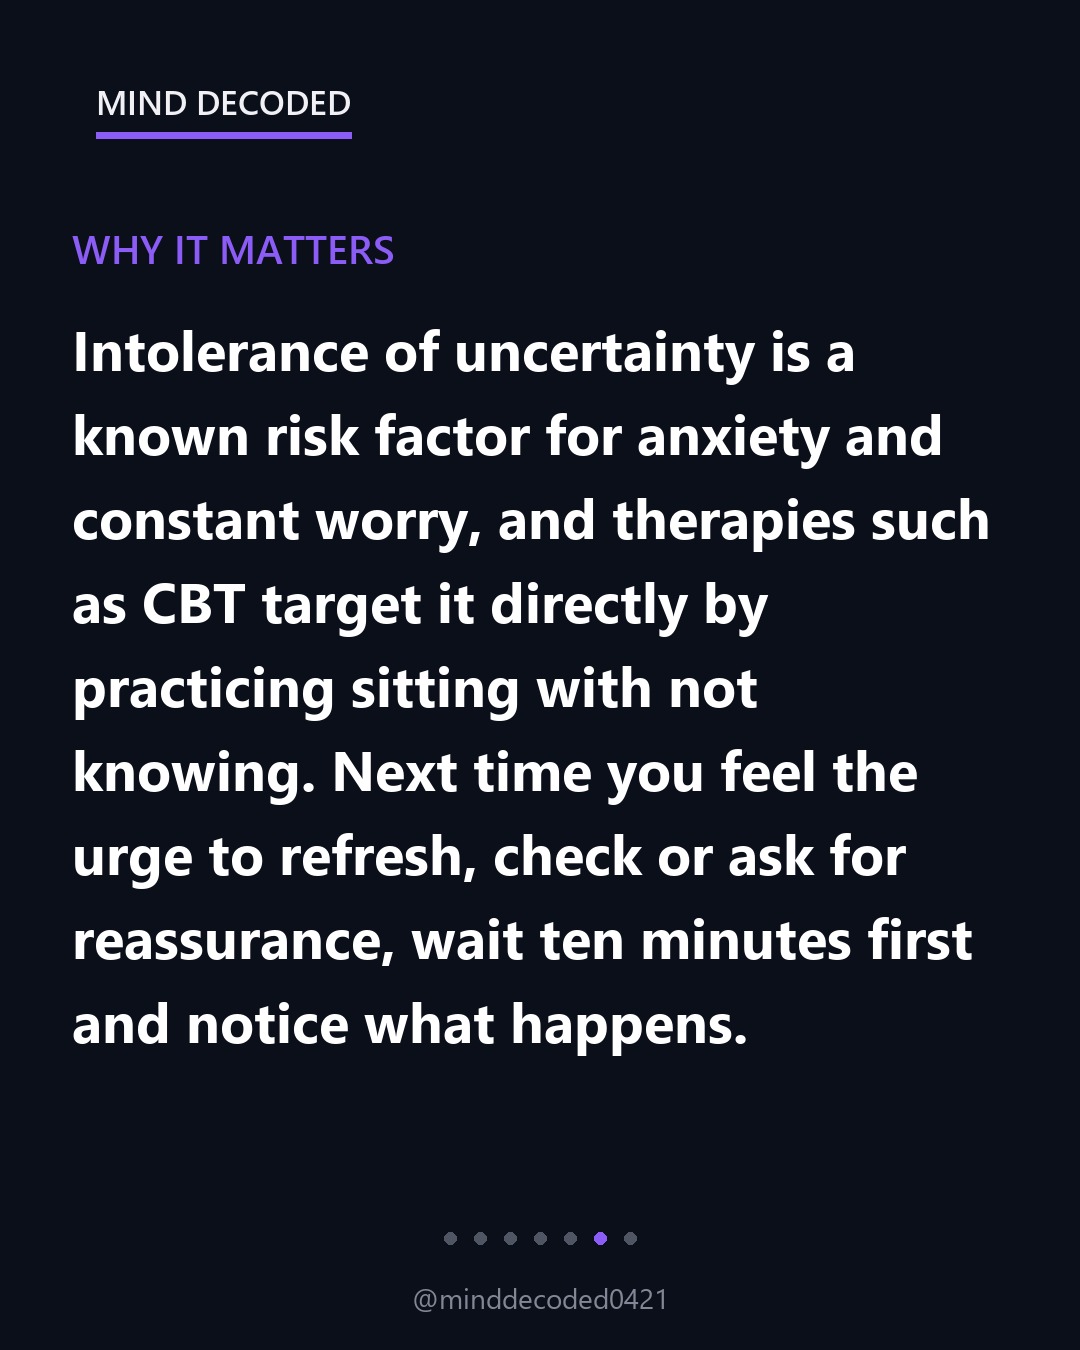 MIND DECODED
WHY IT MATTERS
Intolerance of uncertainty is a
known risk factor for anxiety and
constant worry, and therapies such
as CBT target it directly by
practicing sitting with not
knowing. Next time you feel the
urge to refresh, check or ask for
reassurance, wait ten minutes first
and notice what happens.
@minddecoded0421